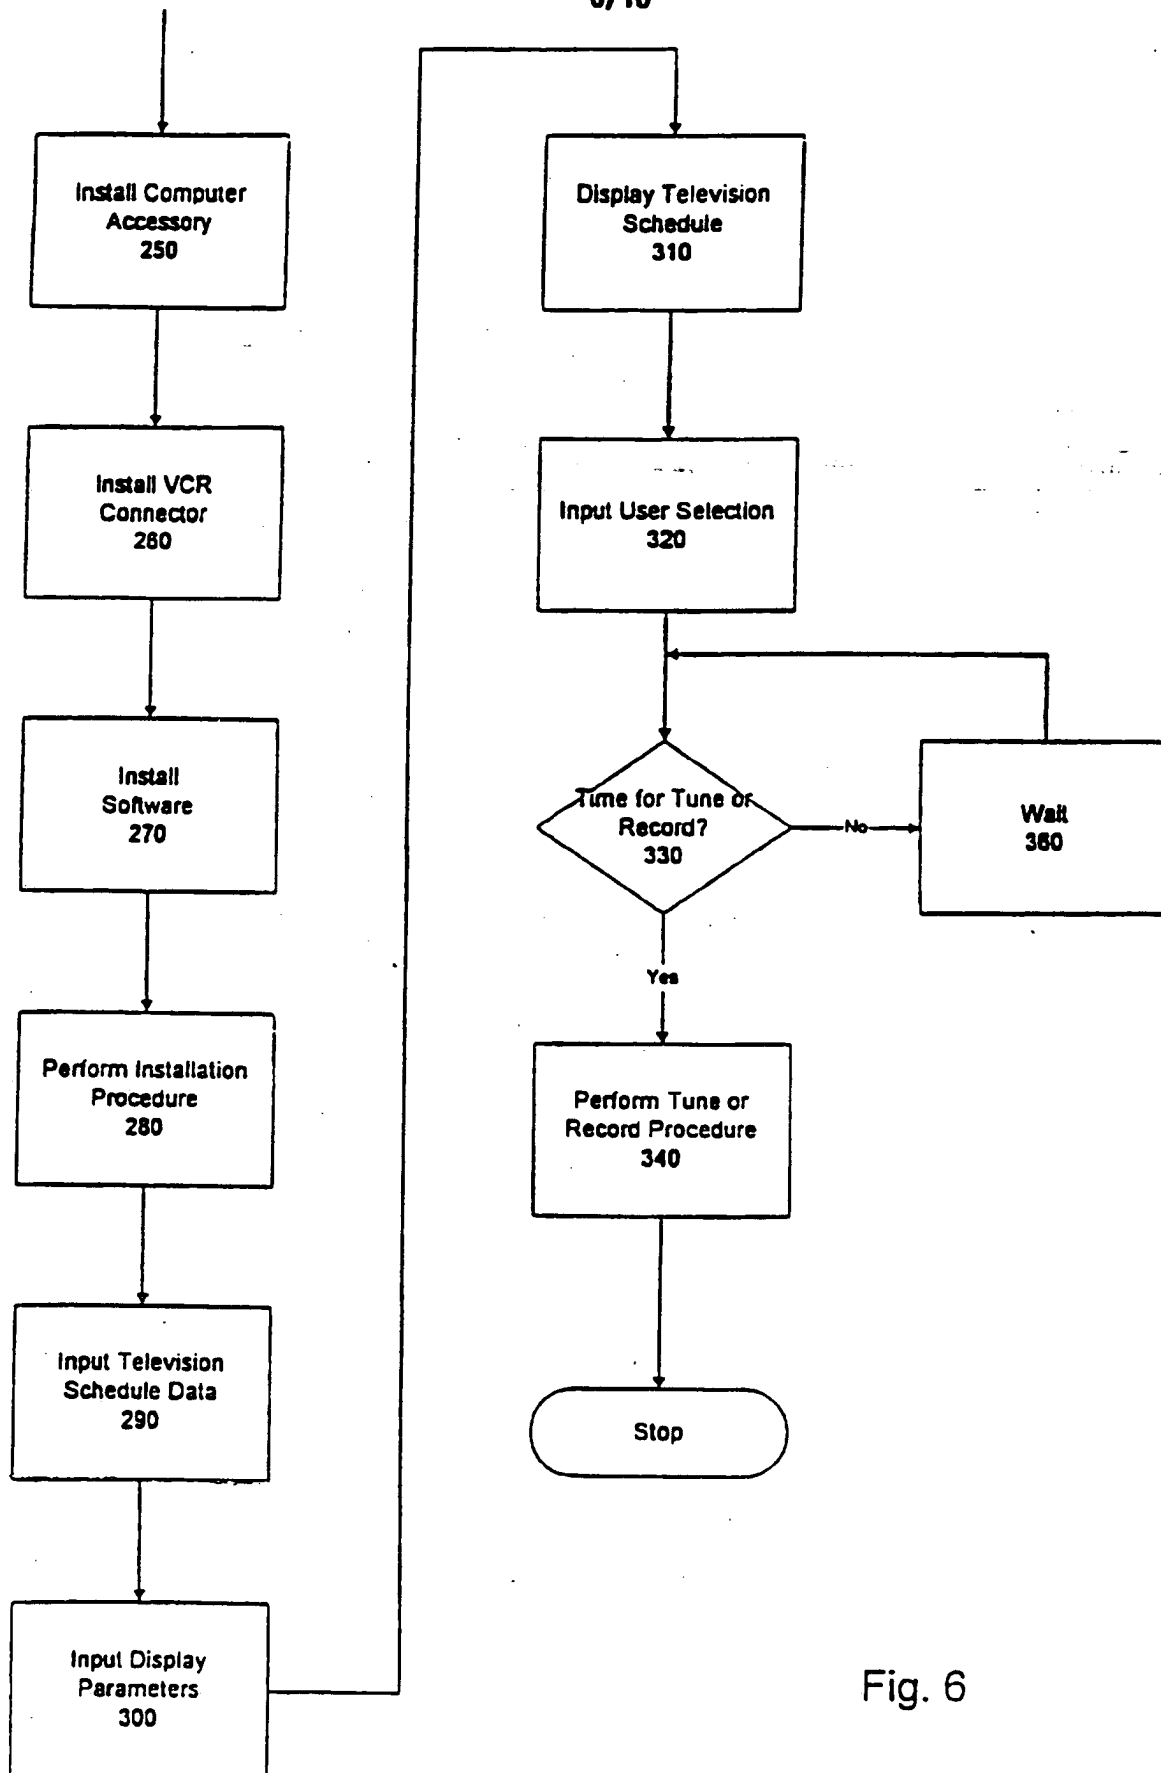 Install Computer
Accessory
250
Install VCR
Connector
260
Install
Software
270
Perform Installation
Procedure
280
Input Television
Schedule Data
290
Input Display
Parameters
300
Display Television
Schedule
310
Input User Selection
320
Time for Tune or
Record?
330
No
Wait
360
Yes
Perform Tune or
Record Procedure
340
Stop
Fig. 6